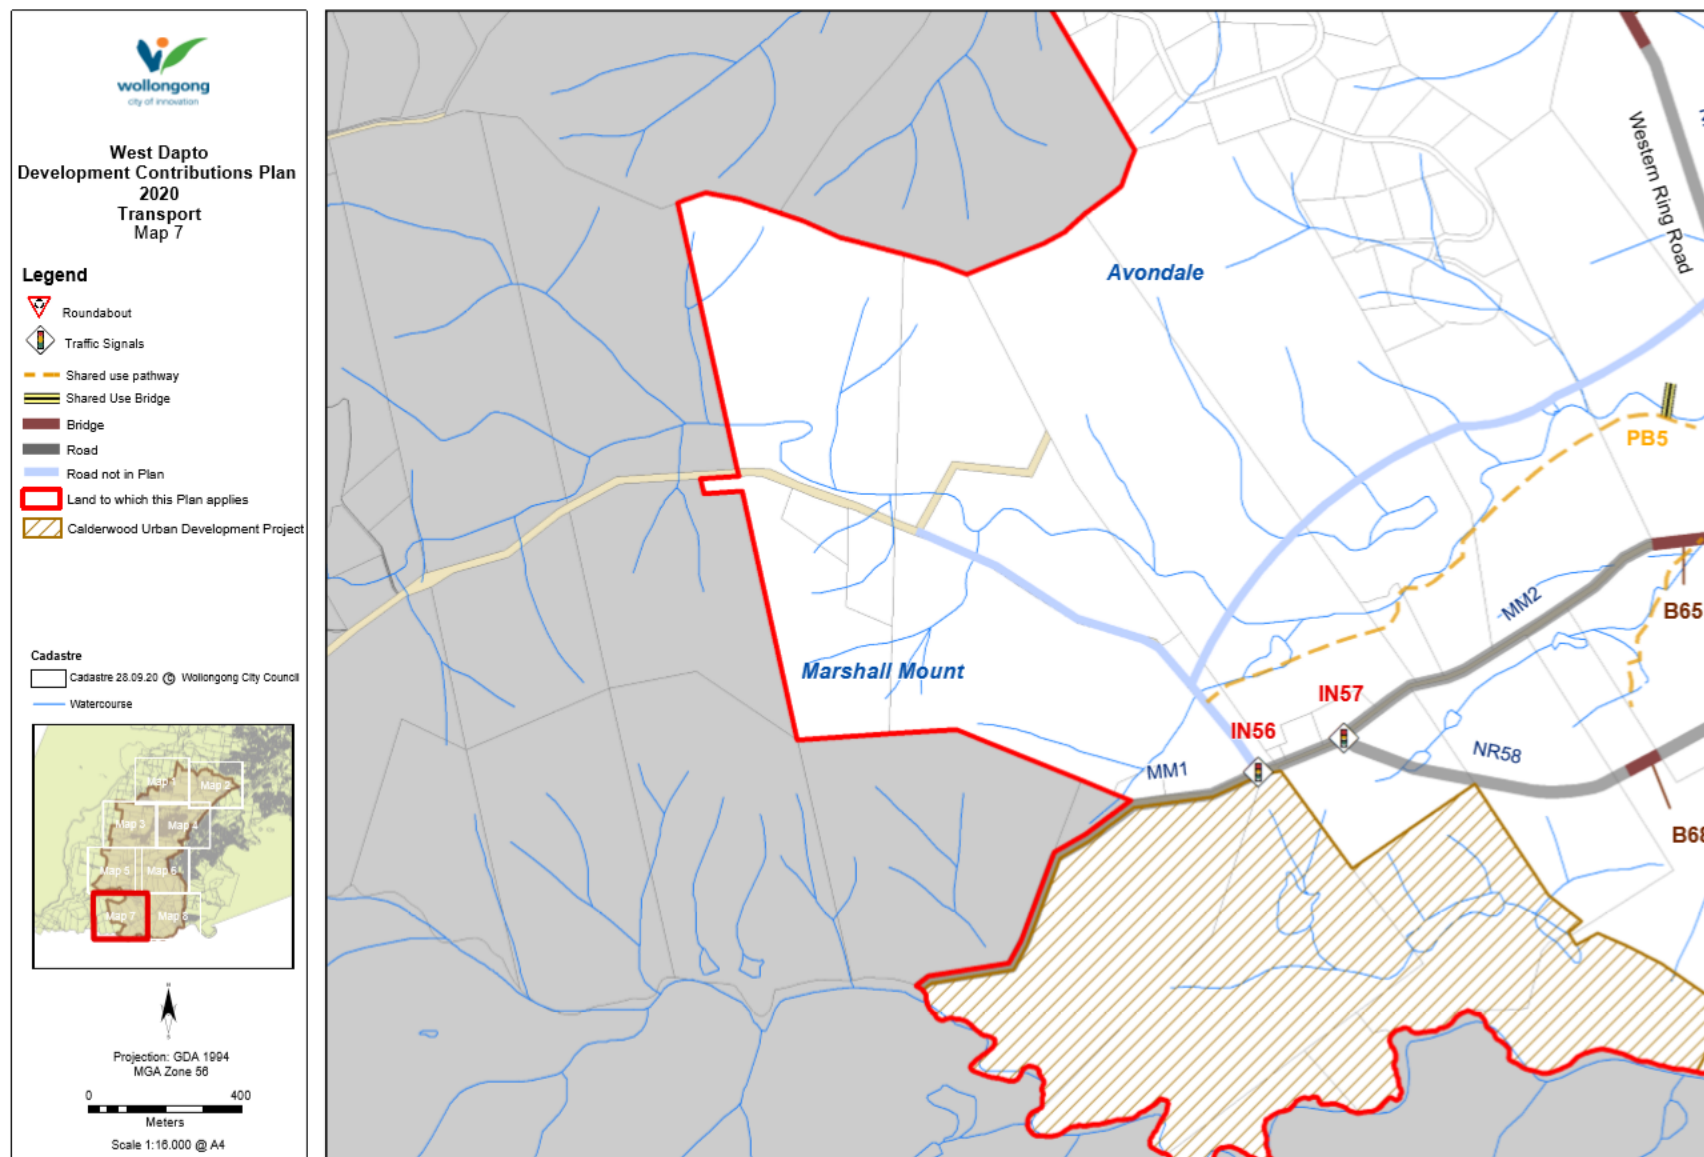 wollongong
city of innovation
West Dapto
Development Contributions Plan
2020
Transport
Map 7
Legend
Roundabout
Traffic Signals
Shared use pathway
Shared Use Bridge
Bridge
Road
Road not in Plan
Land to which this Plan applies
Calderwood Urban Development Project
Cadastre
Cadastre 28.09.20 © Wollongong City Council
Watercourse
Map 1
Map 2
Map 3
Map 4
Map 5
Map 6
Map 7
Map 8
N
S
Projection: GDA 1994
MGA Zone 56
0 400
Meters
Scale 1:16.000 @ A4
Western Ring Road
Avondale
PB5
MM2
B65
Marshall Mount
IN57
IN56
NR58
MM1
B68